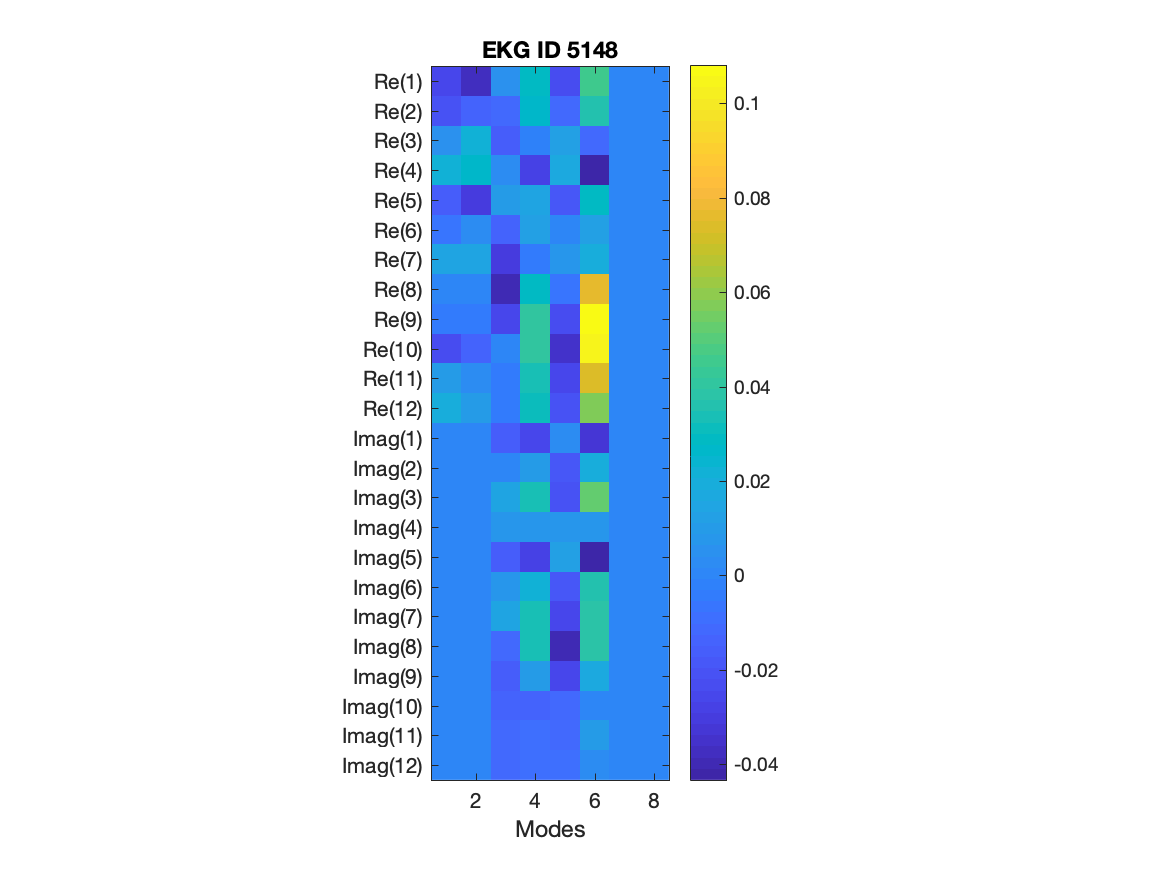 EKG ID 5148
Re(1)
Re(2)
Re(3)
Re(4)
Re(5)
Re(6)
Re(7)
Re(8)
Re(9)
Re(10)
Re(11)
Re(12)
Imag(1)
Imag(2)
Imag(3)
Imag(4)
Imag(5)
Imag(6)
Imag(7)
Imag(8)
Imag(9)
Imag(10)
Imag(11)
Imag(12)
2 4 6 8
Modes
0.1
0.08
0.06
0.04
0.02
0
-0.02
-0.04